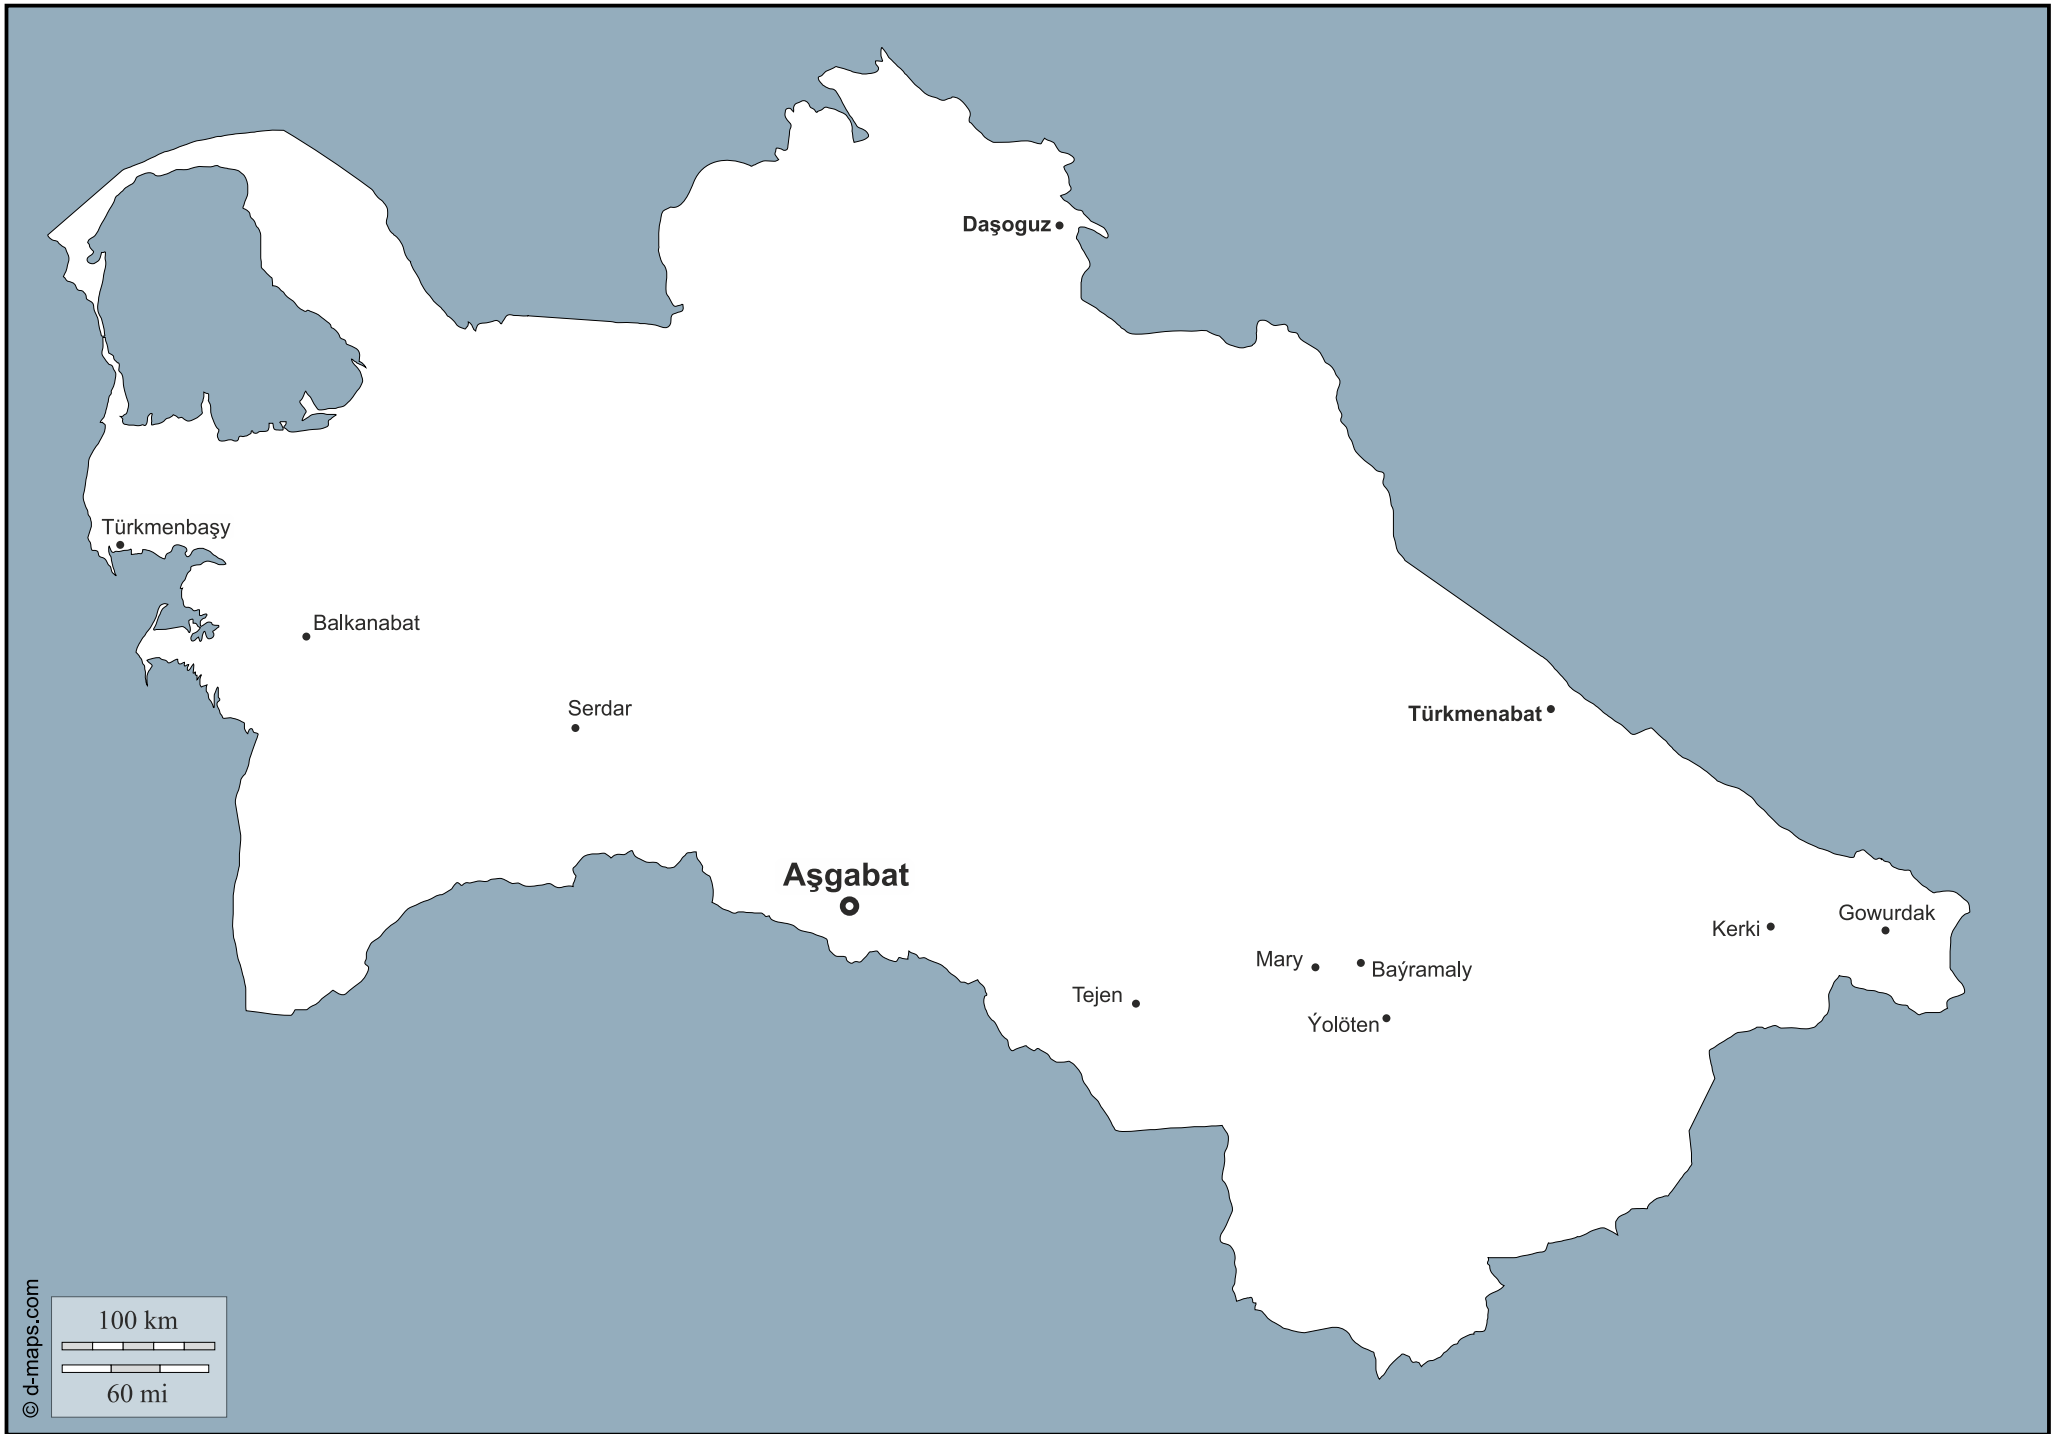 Daşoguz
Türkmenbaşy
Balkanabat
Serdar
Türkmenabat
Aşgabat
Gowurdak
Kerki
Mary
Baýramaly
Tejen
Ýolöten
100 km
60 mi
© d-maps.com